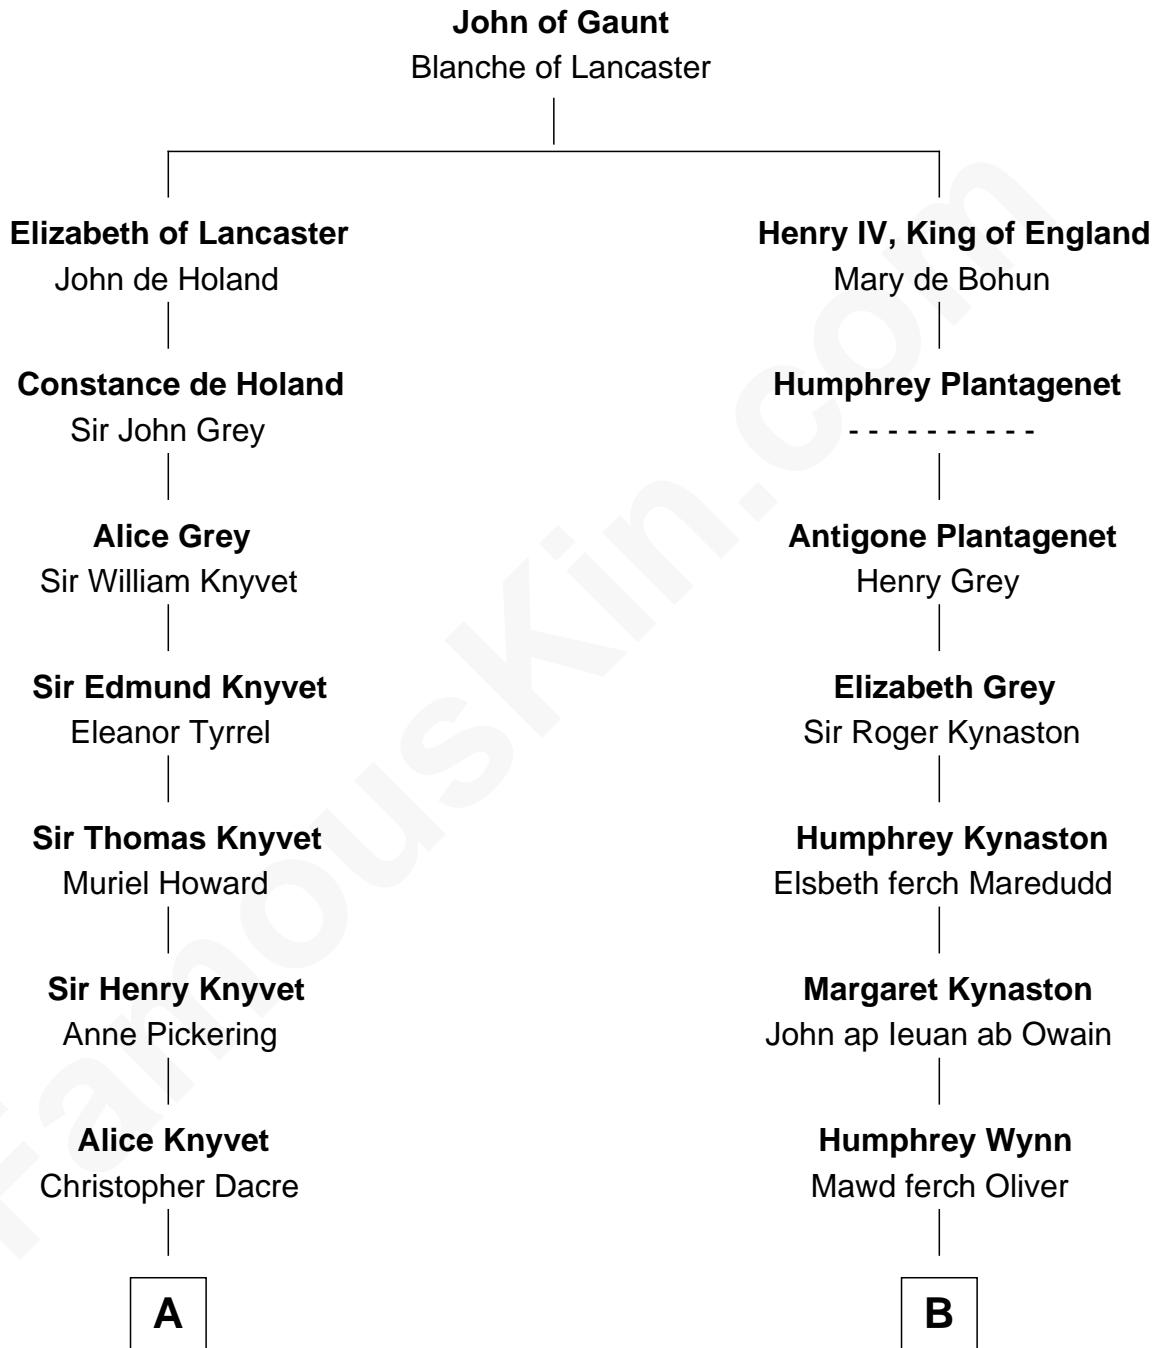 John of Gaunt
Blanche of Lancaster
Elizabeth of Lancaster
John de Holand
Henry IV, King of England
Mary de Bohun
Constance de Holand
Sir John Grey
Humphrey Plantagenet
- - - - - - - - - -
Alice Grey
Sir William Knyvet
Antigone Plantagenet
Henry Grey
Sir Edmund Knyvet
Eleanor Tyrrel
Elizabeth Grey
Sir Roger Kynaston
Sir Thomas Knyvet
Muriel Howard
Humphrey Kynaston
Elsbeth ferch Maredudd
Sir Henry Knyvet
Anne Pickering
Margaret Kynaston
John ap Ieuan ab Owain
Alice Knyvet
Christopher Dacre
Humphrey Wynn
Mawd ferch Oliver
A
B
FamousKin.com